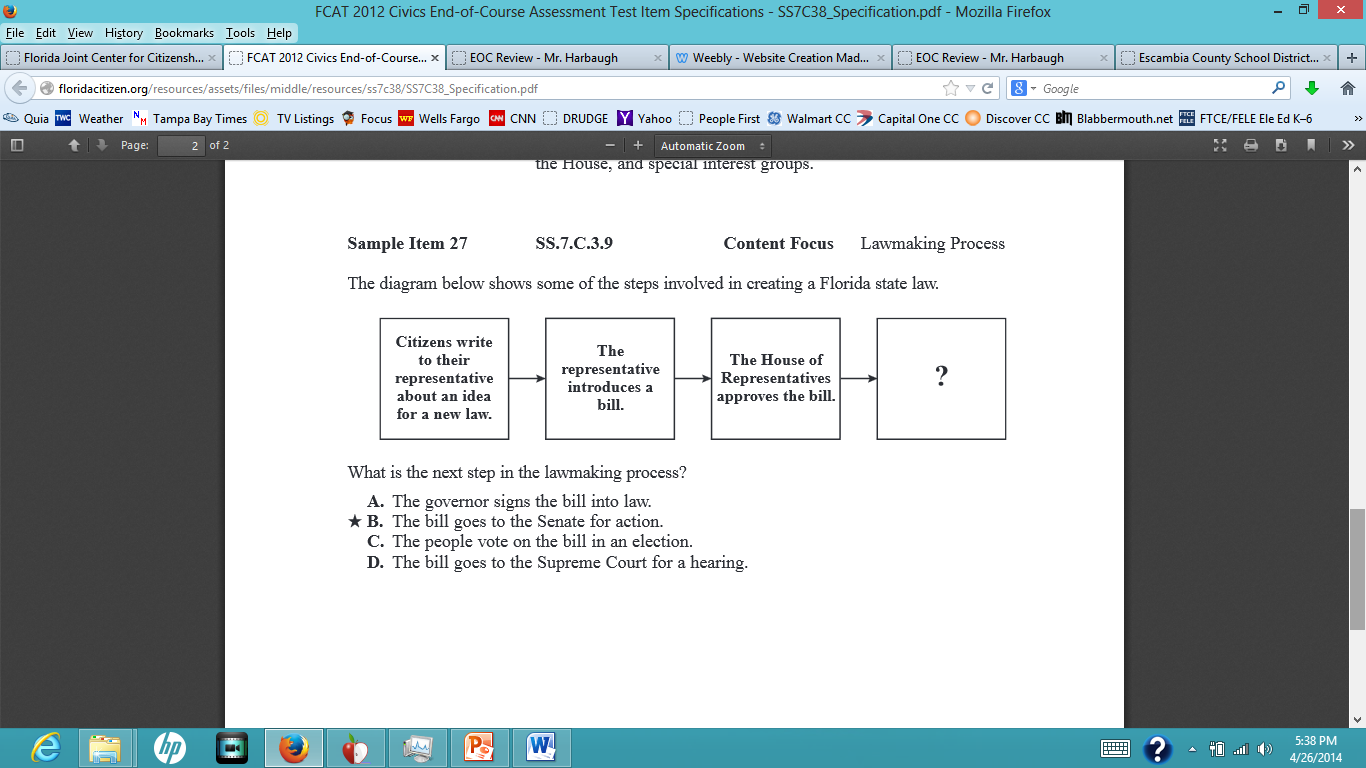 FCAT 2012 Civics End-of-Course Assessment Test Item Specifications - SS7C38_Specification.pdf - Mozilla Firefox
File Edit View History Bookmarks Tools Help
Florida Joint Center for Citizensh... × FCAT 2012 Civics End-of-Course... × EOC Review - Mr. Harbaugh × W Weebly - Website Creation Mad... × EOC Review - Mr. Harbaugh × Escambia County School District... × +
floridacitizen.org/resources/assets/files/middle/resources/ss7c38/SS7C38_Specification.pdf 8 Google
Quia TWC Weather NM Tampa Bay Times TV Listings Focus WF Wells Fargo CNN CNN DRUDGE Y Yahoo People First Walmart CC Capital One CC Discover CC BM Blabbermouth.net FTCE FELE FTCE/FELE Ele Ed K–6 »
Page: 2 of 2 − + Automatic Zoom »
the House, and special interest groups.
Sample Item 27 SS.7.C.3.9 Content Focus Lawmaking Process
The diagram below shows some of the steps involved in creating a Florida state law.
Citizens write
to their
representative
about an idea
for a new law.
The
representative
introduces a
bill.
The House of
Representatives
approves the bill.
?
What is the next step in the lawmaking process?
A. The governor signs the bill into law.
★ B. The bill goes to the Senate for action.
C. The people vote on the bill in an election.
D. The bill goes to the Supreme Court for a hearing.
hp
P
W
?
5:38 PM
4/26/2014